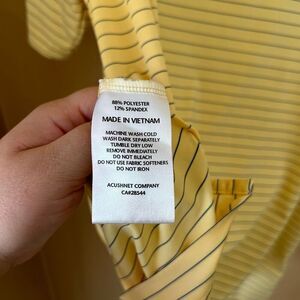 88% POLYESTER
12% SPANDEX
MADE IN VIETNAM
MACHINE WASH COLD
WASH DARK SEPARATELY
TUMBLE DRY LOW
REMOVE IMMEDIATELY
DO NOT BLEACH
DO NOT USE FABRIC SOFTENERS
DO NOT IRON
ACUSHNET COMPANY
CA#28544